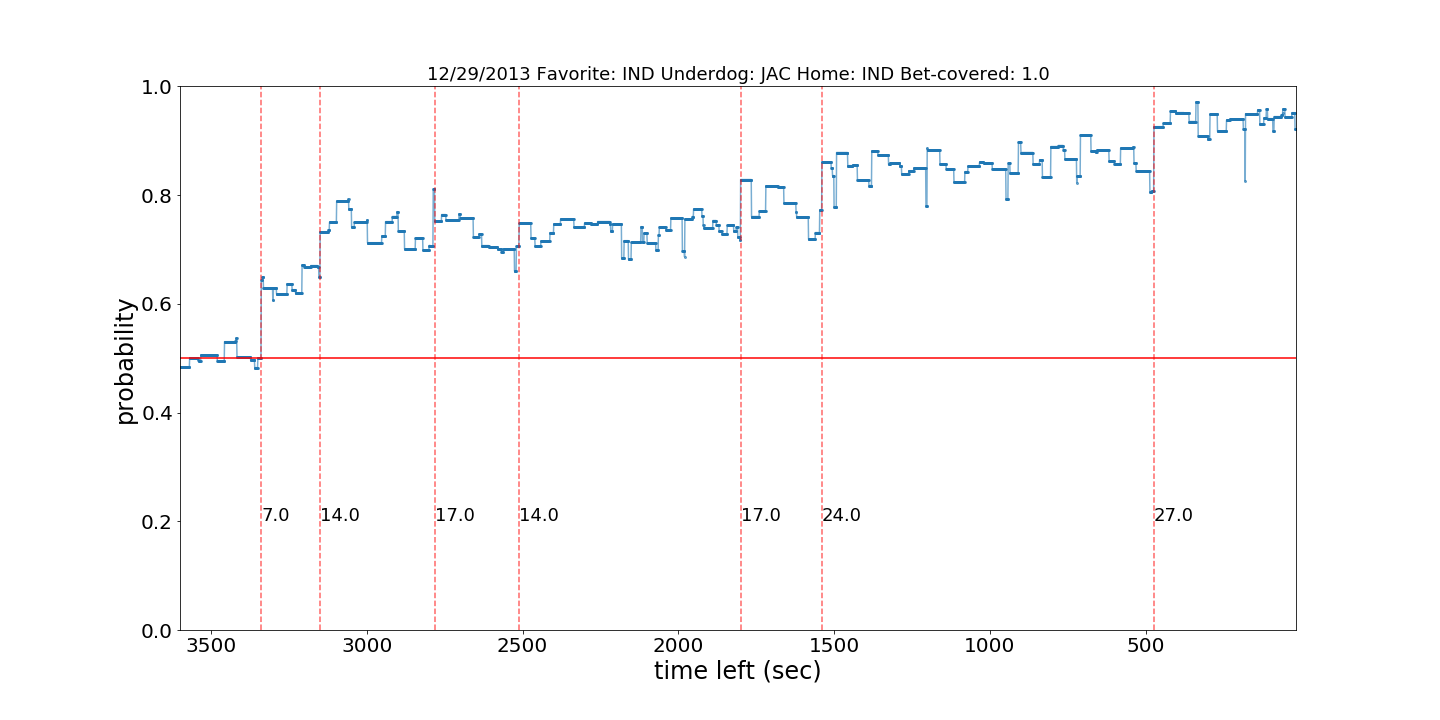 12/29/2013 Favorite: IND Underdog: JAC Home: IND Bet-covered: 1.0
1.0
0.8
0.6
0.4
0.2
0.0
probability
7.0 14.0 17.0 14.0 17.0 24.0 27.0
3500 3000 2500 2000 1500 1000 500
time left (sec)